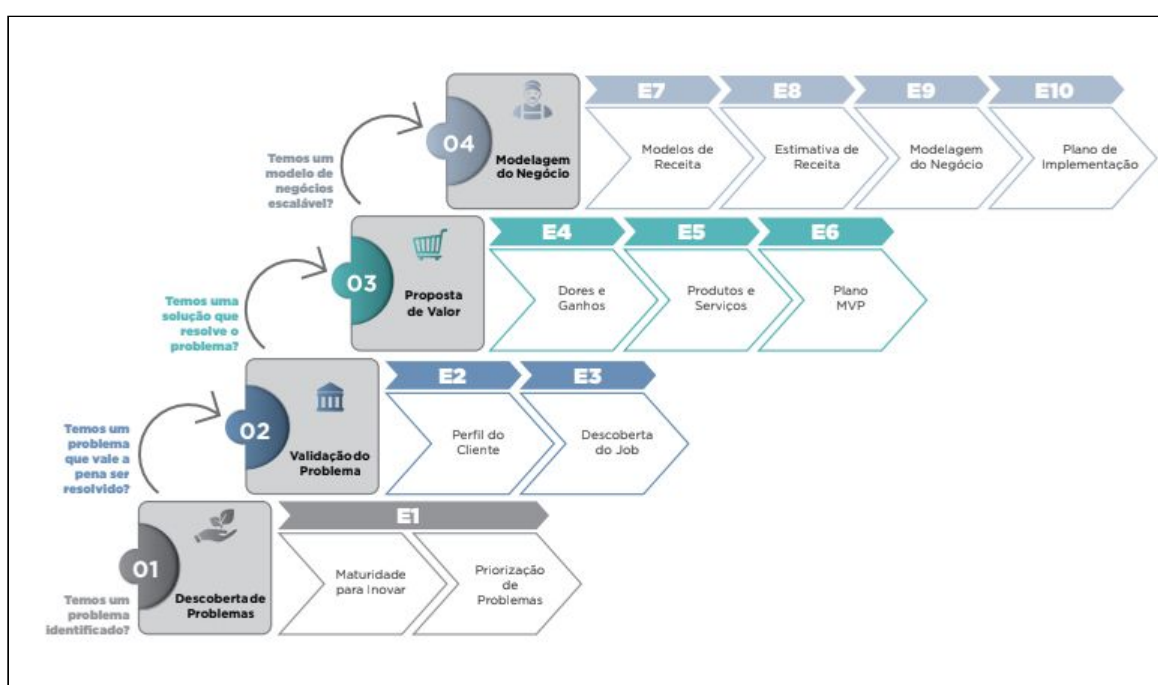 E7
E8
E9
E10
04
Modelagem
do Negócio
Modelos de
Receita
Estimativa de
Receita
Modelagem
do Negócio
Plano de
Implementação
Temos um
modelo de
negócios
escalável?
E4
E5
E6
03
Proposta
de Valor
Dores e
Ganhos
Produtos e
Serviços
Plano
MVP
Temos uma
solução que
resolve o
problema?
E2
E3
02
Validação do
Problema
Perfil do
Cliente
Descoberta
do Job
Temos um
problema
que vale a
pena ser
resolvido?
E1
01
Descoberta de
Problemas
Maturidade
para Inovar
Priorização
de
Problemas
Temos um
problema
identificado?